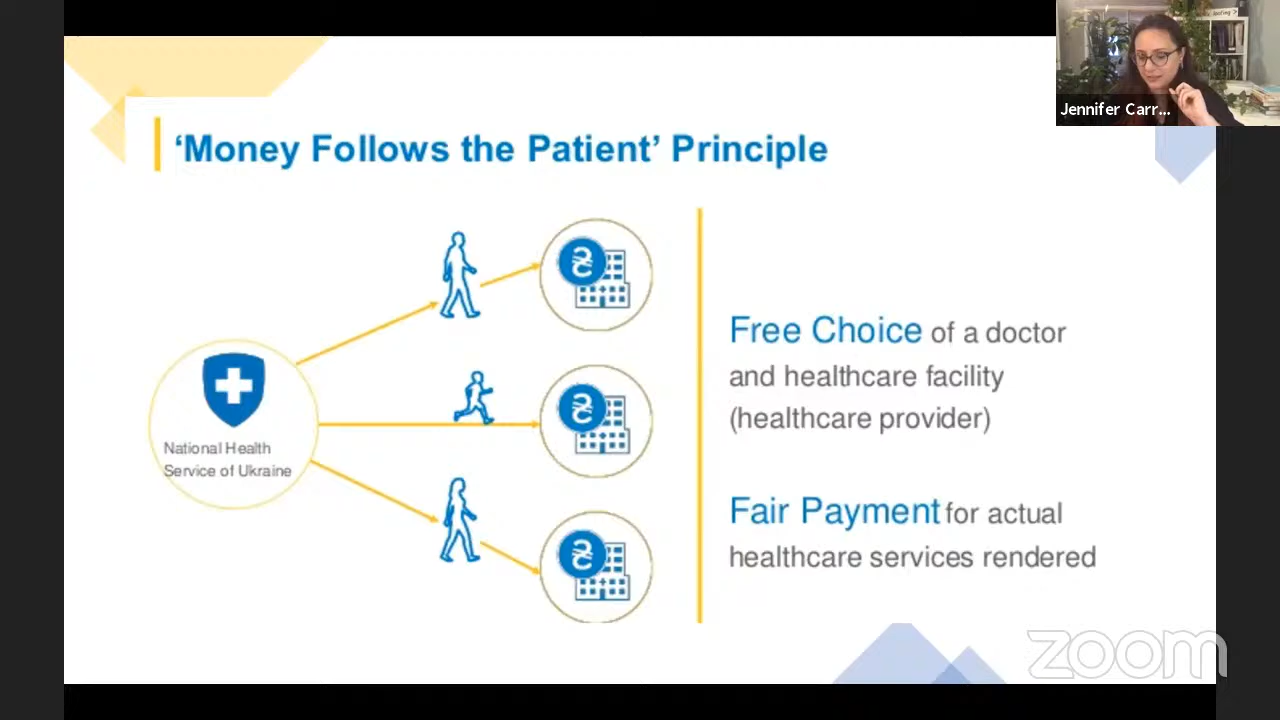 Jennifer Carr...
‘Money Follows the Patient’ Principle
National Health
Service of Ukraine
₴
₴
₴
Free Choice of a doctor
and healthcare facility
(healthcare provider)
Fair Payment for actual
healthcare services rendered
zoom